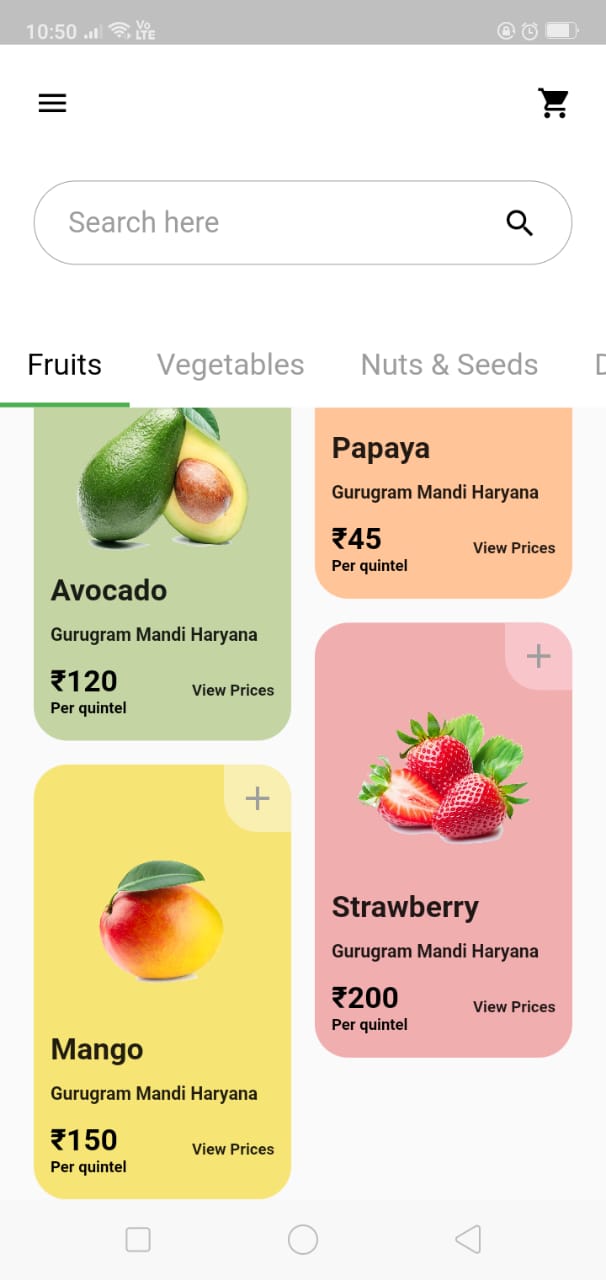 10:50 Vo LTE
Search here
Fruits Vegetables Nuts & Seeds
Avocado
Gurugram Mandi Haryana
₹120
Per quintel
View Prices
Papaya
Gurugram Mandi Haryana
₹45
Per quintel
View Prices
Mango
Gurugram Mandi Haryana
₹150
Per quintel
View Prices
Strawberry
Gurugram Mandi Haryana
₹200
Per quintel
View Prices